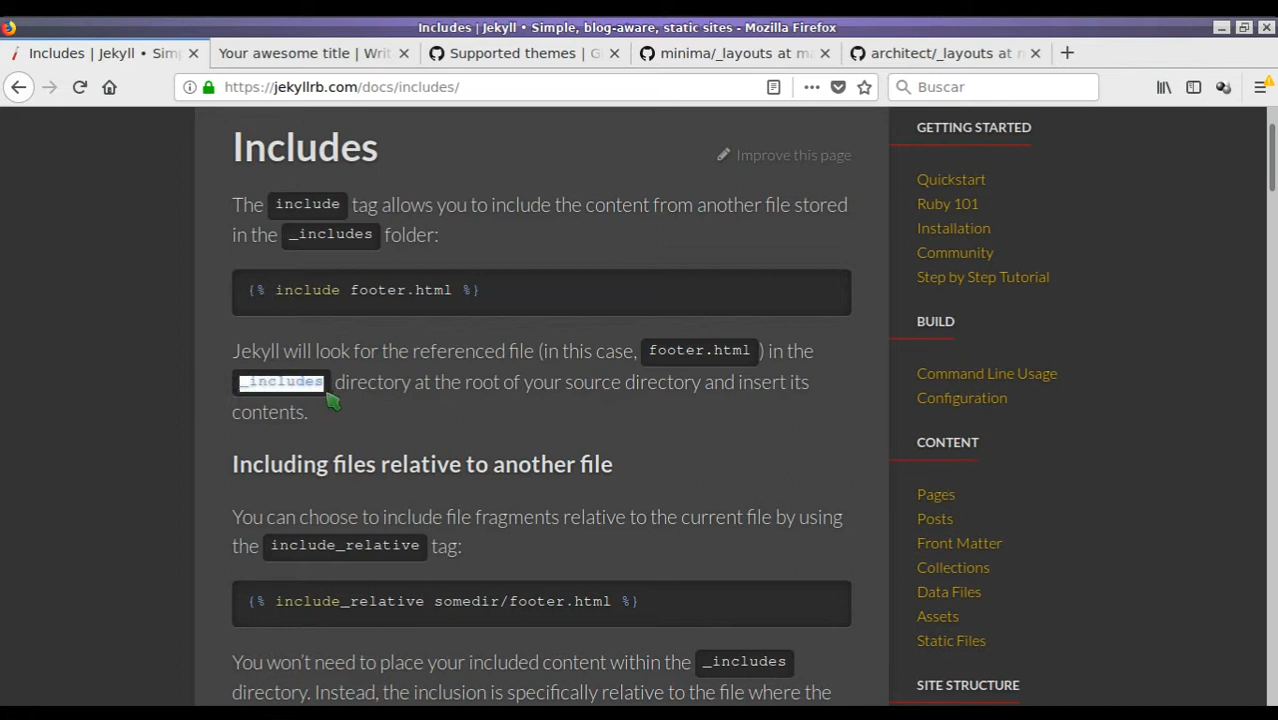 Includes | Jekyll • Simple, blog-aware, static sites - Mozilla Firefox
Includes | Jekyll • Sim
Your awesome title | Writ
Supported themes | G
minima/_layouts at m
architect/_layouts at
https://jekyllrb.com/docs/includes/
Buscar
Includes
Improve this page
The include tag allows you to include the content from another file stored
in the _includes folder:
{% include footer.html %}
Jekyll will look for the referenced file (in this case, footer.html ) in the
_includes directory at the root of your source directory and insert its
contents.
Including files relative to another file
You can choose to include file fragments relative to the current file by using
the include_relative tag:
{% include_relative somedir/footer.html %}
You won’t need to place your included content within the _includes
directory. Instead, the inclusion is specifically relative to the file where the
GETTING STARTED
Quickstart
Ruby 101
Installation
Community
Step by Step Tutorial
BUILD
Command Line Usage
Configuration
CONTENT
Pages
Posts
Front Matter
Collections
Data Files
Assets
Static Files
SITE STRUCTURE